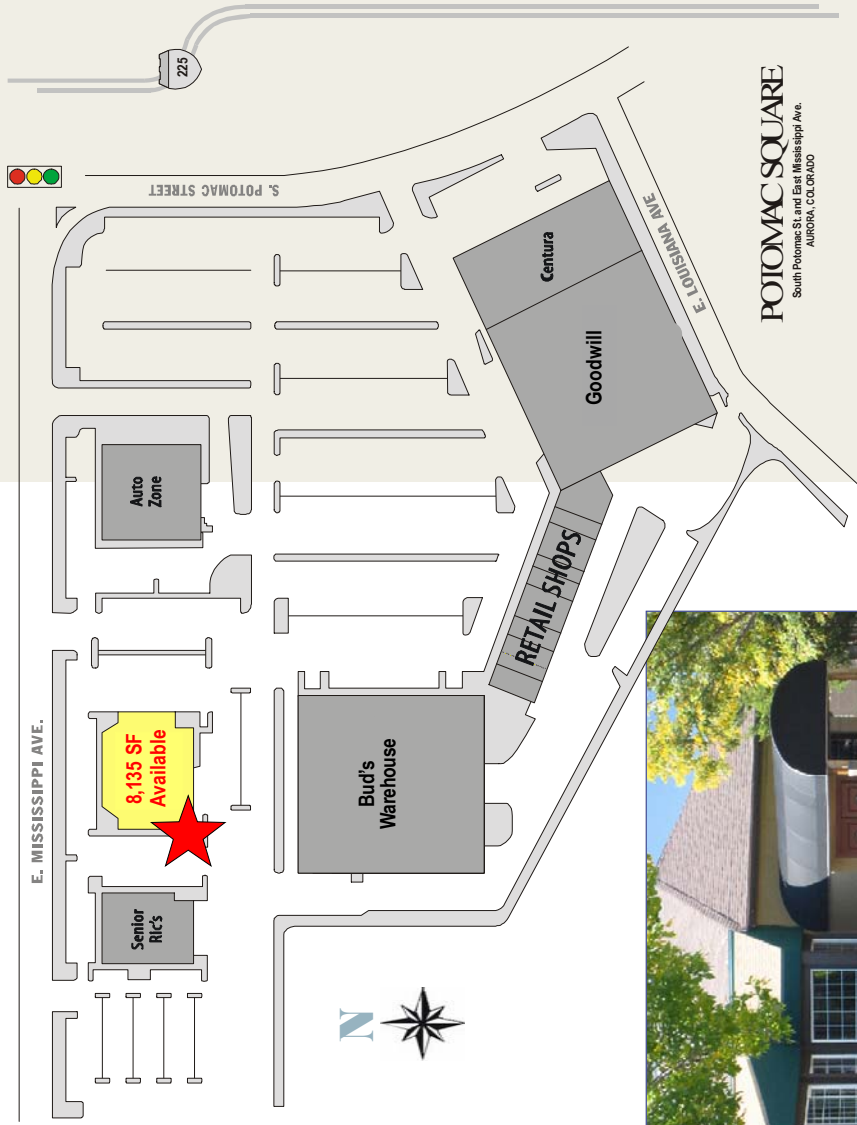 225
S. POTOMAC STREET
E. MISSISSIPPI AVE.
E. LOUISIANA AVE
Auto
Zone
8,135 SF
Available
Senior
RIc's
Bud's
Warehouse
RETAIL SHOPS
Goodwill
Centura
N
POTOMAC SQUARE
South Potomac St. and East Mississippi Ave.
AURORA, COLORADO